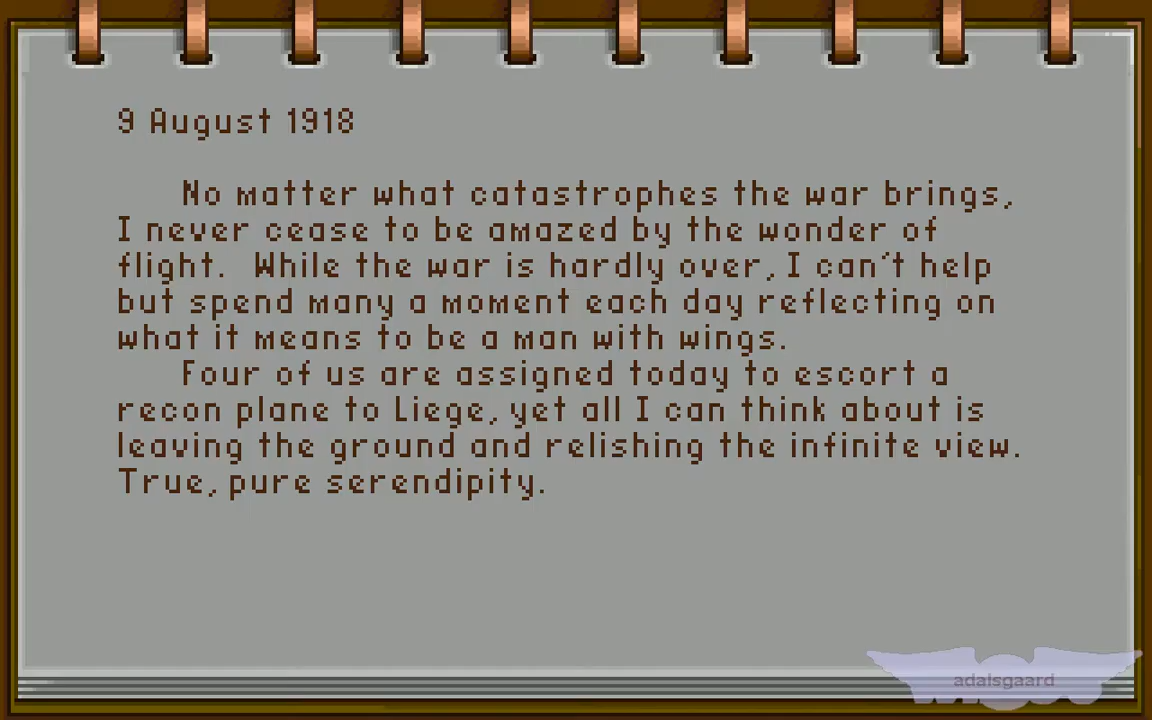 9 August 1918
No matter what catastrophes the war brings,
I never cease to be amazed by the wonder of
flight.  While the war is hardly over, I can't help
but spend many a moment each day reflecting on
what it means to be a man with wings.
Four of us are assigned today to escort a
recon plane to Liege, yet all I can think about is
leaving the ground and relishing the infinite view.
True, pure serendipity.
adalsgaard